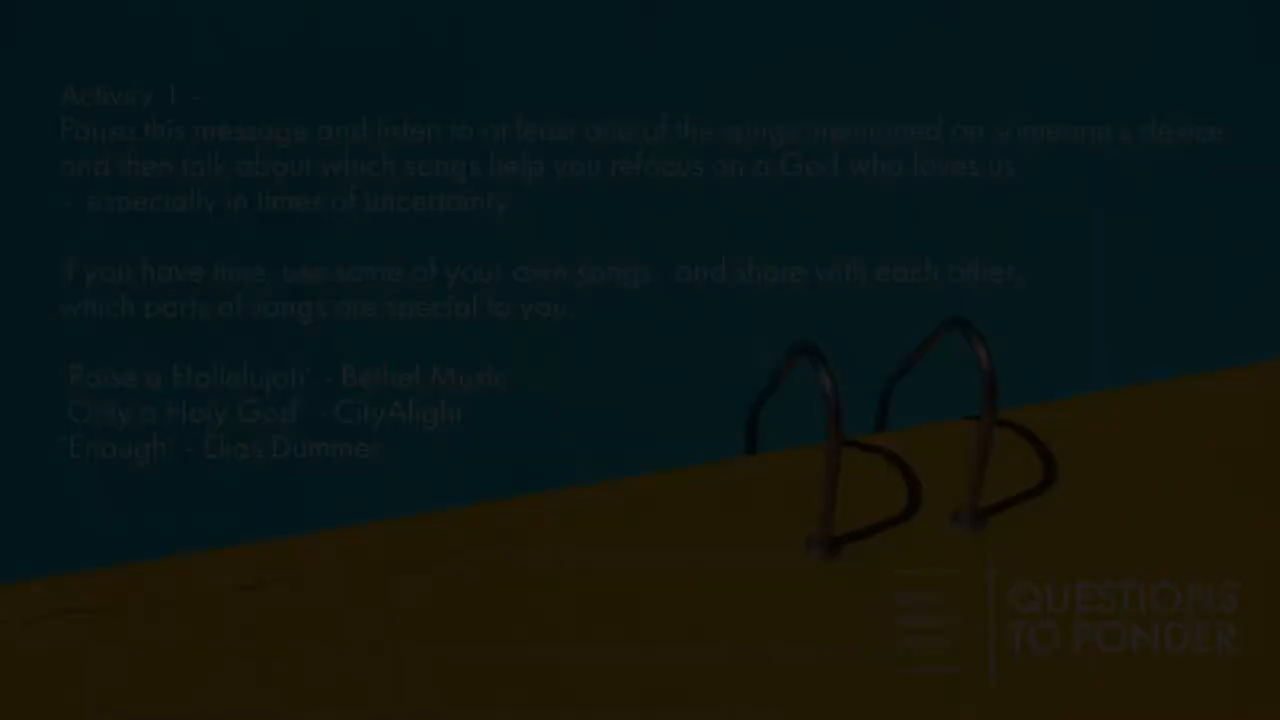 Activity 1 -
Pause this message and listen to at least one of the songs mentioned on someone's device
and then talk about which songs help you refocus on a God who loves us
- especially in times of uncertainty
If you have time, use some of your own songs and share with each other,
which parts of songs are special to you.
'Raise a Hallelujah' - Bethel Music
'Only a Holy God' - CityAlight
'Enough' - Elias Dummer
QUESTIONS
TO PONDER